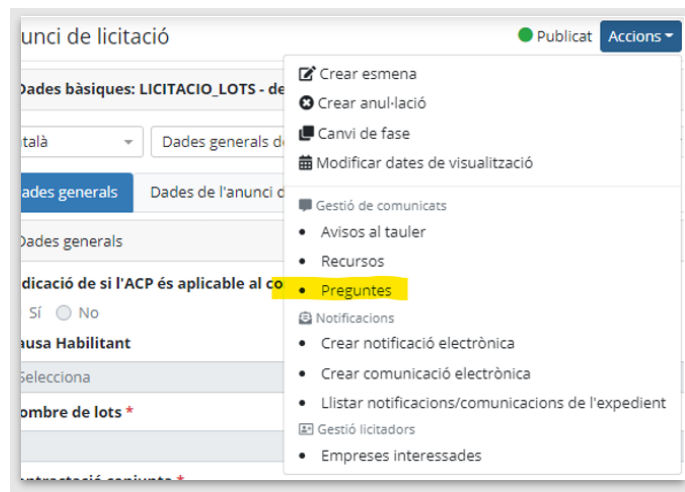 unci de licitació
Publicat
Accions
Dades bàsiques: LICITACIO_LOTS - de
Crear esmena
Crear anul·lació
Canvi de fase
Modificar dates de visualització
talà
Dades generals d
ades generals
Dades de l'anunci d
Gestió de comunicats
Avisos al tauler
Recursos
Preguntes
Dades generals
dicació de si l'ACP és aplicable al co
Sí
No
Notificacions
Crear notificació electrònica
Crear comunicació electrònica
Llistar notificacions/comunicacions de l'expedient
ausa Habilitant
Selecciona
ombre de lots *
Gestió licitadors
Empreses interessades